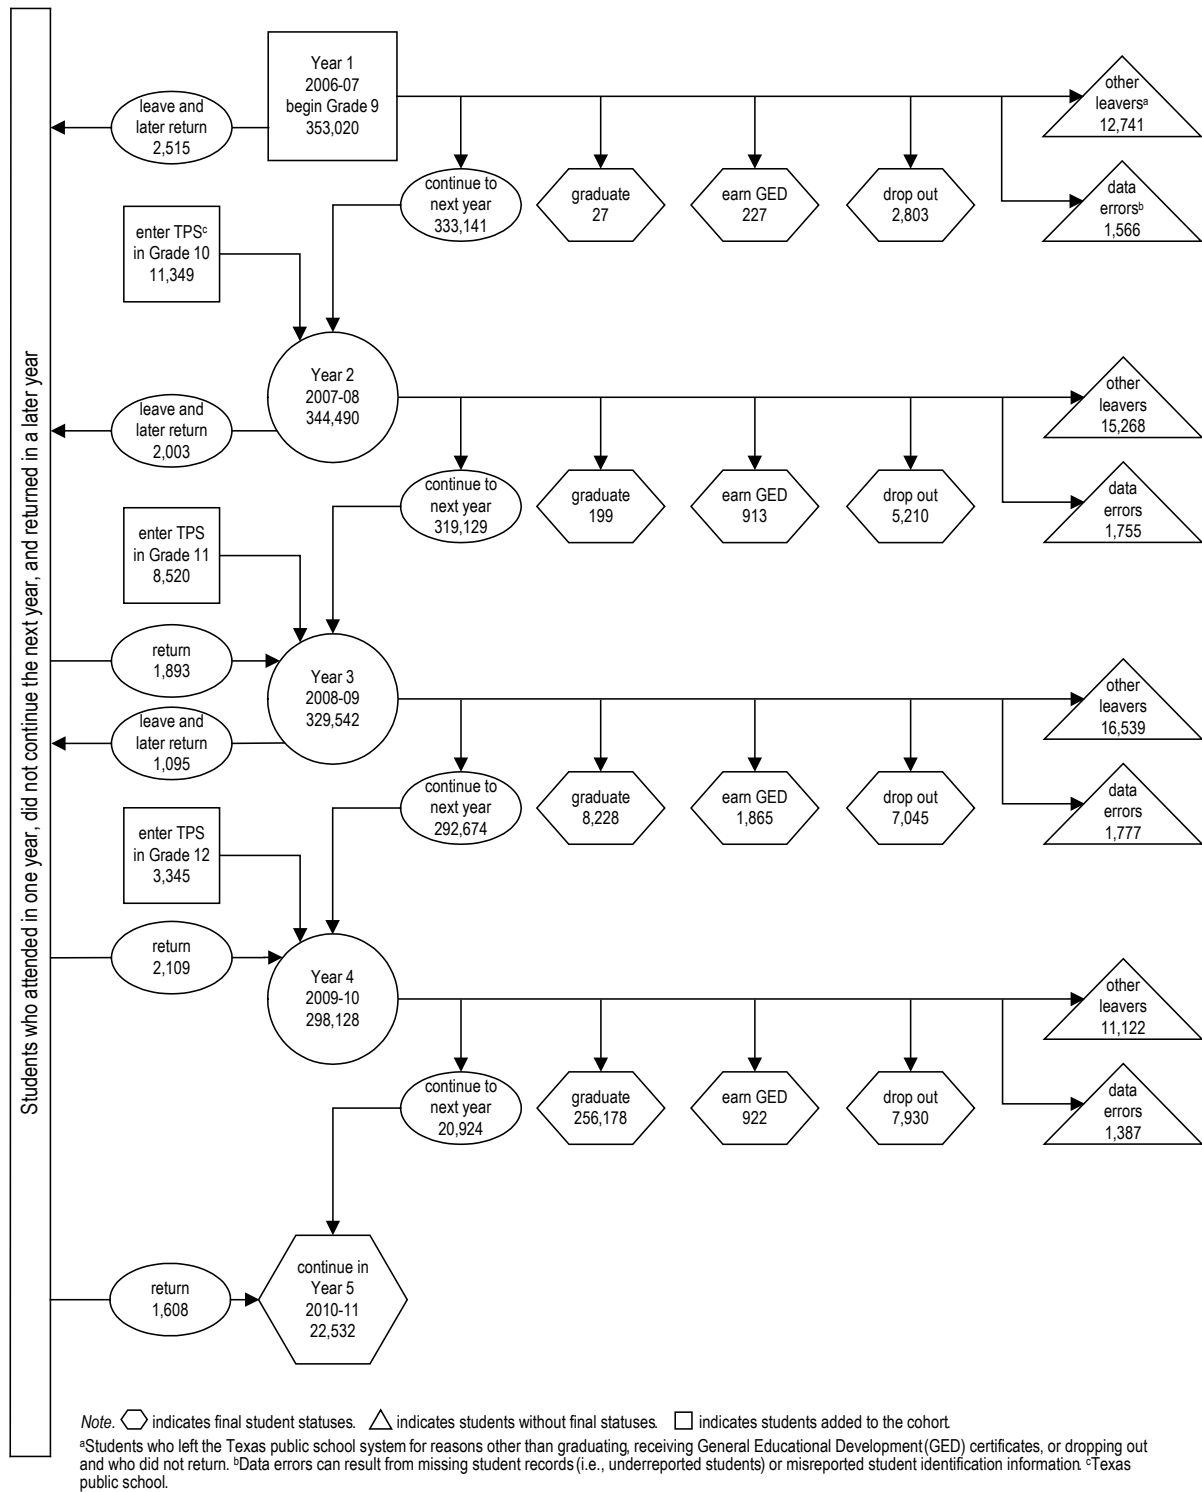 Students who attended in one year, did not continue the next year, and returned in a later year
Year 1
2006-07
begin Grade 9
353,020
leave and
later return
2,515
other
leaversᵃ
12,741
continue to
next year
333,141
graduate
27
earn GED
227
drop out
2,803
data
errorsᵇ
1,566
enter TPSᶜ
in Grade 10
11,349
Year 2
2007-08
344,490
leave and
later return
2,003
other
leavers
15,268
continue to
next year
319,129
graduate
199
earn GED
913
drop out
5,210
data
errors
1,755
enter TPS
in Grade 11
8,520
return
1,893
Year 3
2008-09
329,542
leave and
later return
1,095
other
leavers
16,539
continue to
next year
292,674
graduate
8,228
earn GED
1,865
drop out
7,045
data
errors
1,777
enter TPS
in Grade 12
3,345
return
2,109
Year 4
2009-10
298,128
other
leavers
11,122
continue to
next year
20,924
graduate
256,178
earn GED
922
drop out
7,930
data
errors
1,387
return
1,608
continue in
Year 5
2010-11
22,532
Note. indicates final student statuses. indicates students without final statuses. indicates students added to the cohort.
ᵃStudents who left the Texas public school system for reasons other than graduating, receiving General Educational Development (GED) certificates, or dropping out
and who did not return. ᵇData errors can result from missing student records (i.e., underreported students) or misreported student identification information. ᶜTexas
public school.